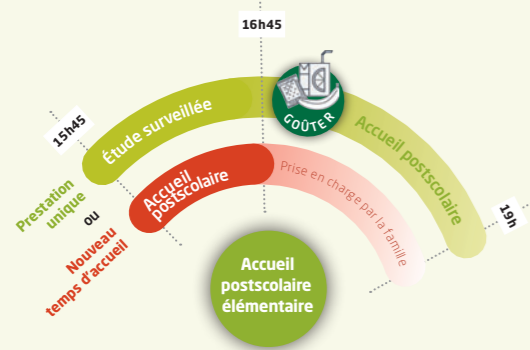 16h45
15h45
Étude surveillée
GOÛTER
Accueil postscolaire
19h
Prestation
unique
ou
Nouveau
temps d'accueil
Accueil
postscolaire
Prise en charge par la famille
Accueil
postscolaire
élémentaire